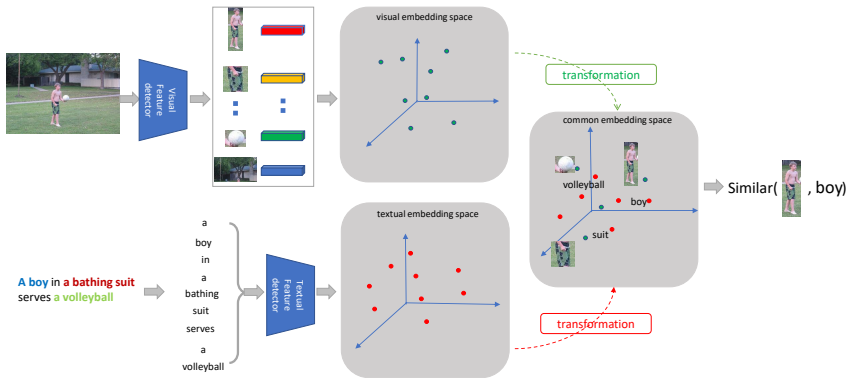 visual embedding space
Visual
Feature
detector
transformation
common embedding space
volleyball
boy
suit
Similar( , boy)
textual embedding space
A boy in a bathing suit
serves a volleyball
a
boy
in
a
bathing
suit
serves
a
volleyball
Textual
Feature
detector
transformation